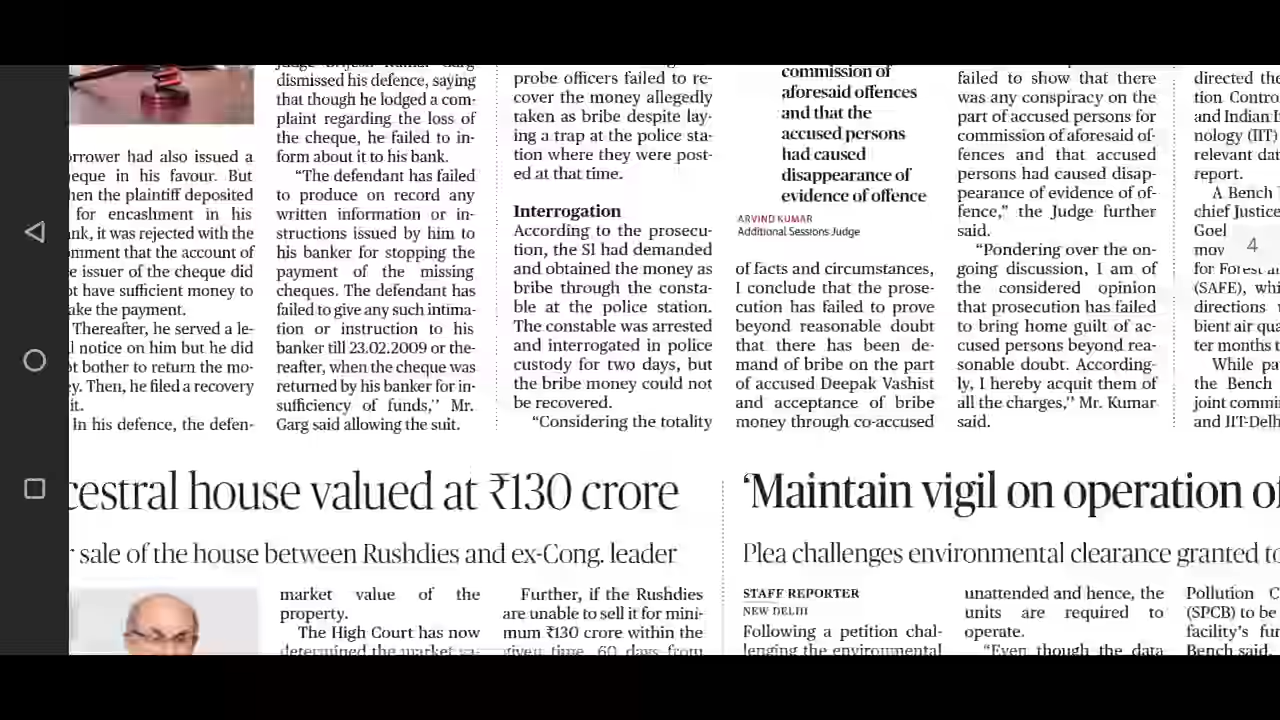 orrower had also issued a
eque in his favour. But
hen the plaintiff deposited
for encashment in his
nk, it was rejected with the
mment that the account of
e issuer of the cheque did
ot have sufficient money to
ake the payment.
Thereafter, he served a le-
l notice on him but he did
ot bother to return the mo-
ey. Then, he filed a recovery
it.
In his defence, the defen-
dismissed his defence, saying
that though he lodged a com-
plaint regarding the loss of
the cheque, he failed to in-
form about it to his bank.
“The defendant has failed
to produce on record any
written information or in-
structions issued by him to
his banker for stopping the
payment of the missing
cheques. The defendant has
failed to give any such intima-
tion or instruction to his
banker till 23.02.2009 or the-
reafter, when the cheque was
returned by his banker for in-
sufficiency of funds,” Mr.
Garg said allowing the suit.
probe officers failed to re-
cover the money allegedly
taken as bribe despite lay-
ing a trap at the police sta-
tion where they were post-
ed at that time.
Interrogation
According to the prosecu-
tion, the SI had demanded
and obtained the money as
bribe through the consta-
ble at the police station.
The constable was arrested
and interrogated in police
custody for two days, but
the bribe money could not
be recovered.
“Considering the totality
commission of
aforesaid offences
and that the
accused persons
had caused
disappearance of
evidence of offence
ARVIND KUMAR
Additional Sessions Judge
of facts and circumstances,
I conclude that the prose-
cution has failed to prove
beyond reasonable doubt
that there has been de-
mand of bribe on the part
of accused Deepak Vashist
and acceptance of bribe
money through co-accused
failed to show that there
was any conspiracy on the
part of accused persons for
commission of aforesaid of-
fences and that accused
persons had caused disap-
pearance of evidence of of-
fence,” the Judge further
said.
“Pondering over the on-
going discussion, I am of
the considered opinion
that prosecution has failed
to bring home guilt of ac-
cused persons beyond rea-
sonable doubt. According-
ly, I hereby acquit them of
all the charges,” Mr. Kumar
said.
directed the
tion Contro
and Indian I
nology (IIT)
relevant dat
report.
A Bench
chief Justice
Goel
mov
for Forest
(SAFE), whi
directions
bient air qua
ter months t
While pa
the Bench
joint commi
and IIT-Delh
4
cestral house valued at ₹130 crore
r sale of the house between Rushdies and ex-Cong. leader
market value of the
property.
The High Court has now
determined the market va-
Further, if the Rushdies
are unable to sell it for mini-
mum ₹130 crore within the
given time, 60 days from
‘Maintain vigil on operation of
Plea challenges environmental clearance granted to
STAFF REPORTER
NEW DELHI
Following a petition chal-
lenging the environmental
unattended and hence, the
units are required to
operate.
“Even though the data
Pollution C
(SPCB) to be
facility's fun
Bench said.